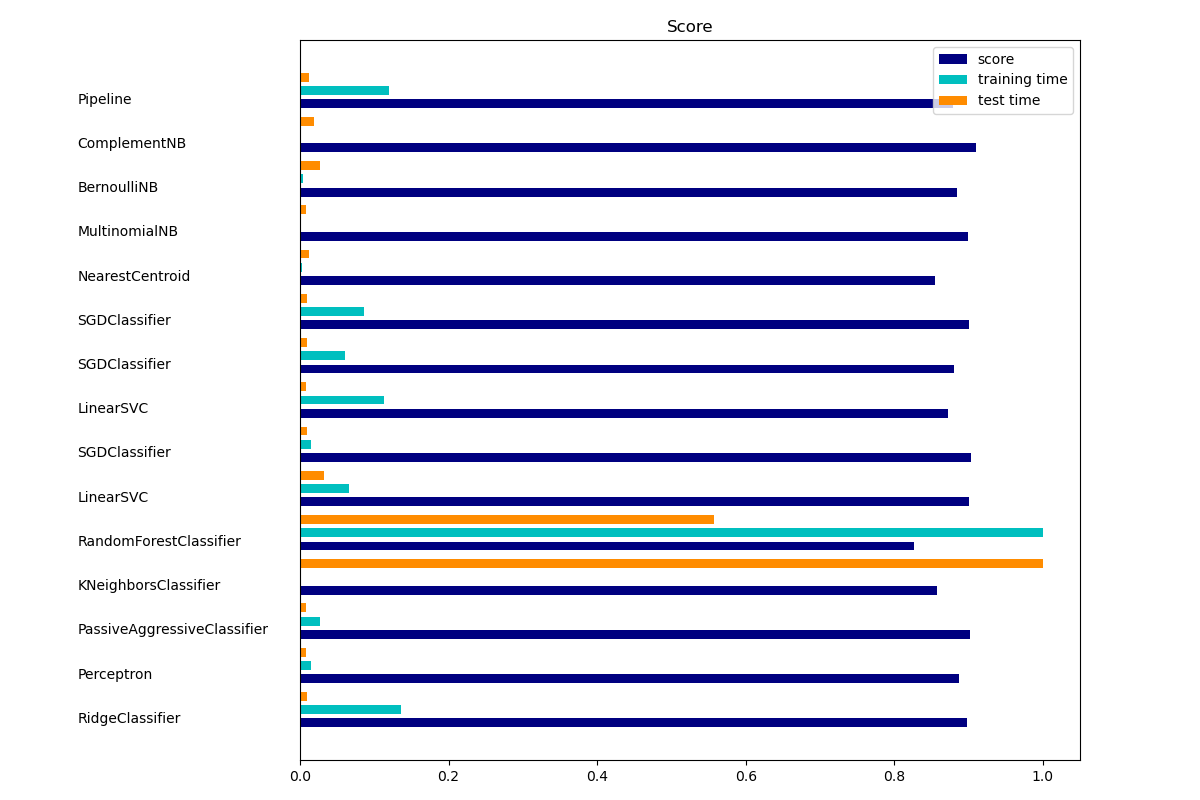 Score
score
training time
test time
Pipeline
ComplementNB
BernoulliNB
MultinomialNB
NearestCentroid
SGDClassifier
SGDClassifier
LinearSVC
SGDClassifier
LinearSVC
RandomForestClassifier
KNeighborsClassifier
PassiveAggressiveClassifier
Perceptron
RidgeClassifier
0.0 0.2 0.4 0.6 0.8 1.0